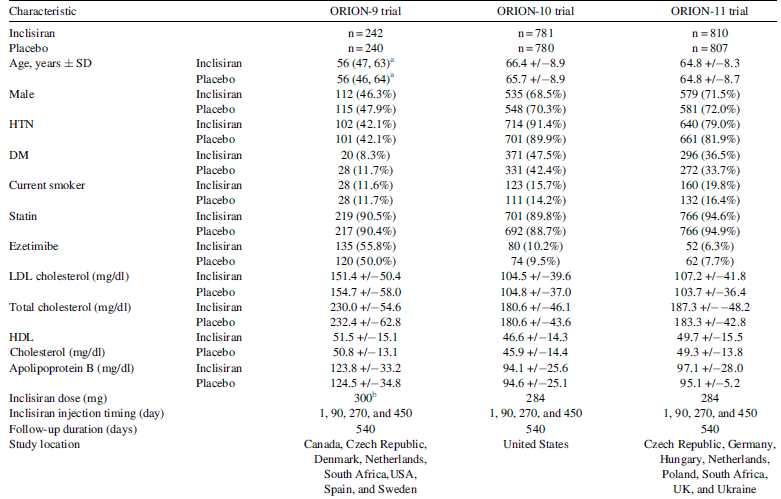 Characteristic ORION-9 trial ORION-10 trial ORION-11 trial
Inclisiran n = 242 n = 781 n = 810
Placebo n = 240 n = 780 n = 807
Age, years ± SD Inclisiran 56 (47, 63)a 66.4 +/−8.9 64.8 +/−8.3
Placebo 56 (46, 64)a 65.7 +/−8.9 64.8 +/−8.7
Male Inclisiran 112 (46.3%) 535 (68.5%) 579 (71.5%)
Placebo 115 (47.9%) 548 (70.3%) 581 (72.0%)
HTN Inclisiran 102 (42.1%) 714 (91.4%) 640 (79.0%)
Placebo 101 (42.1%) 701 (89.9%) 661 (81.9%)
DM Inclisiran 20 (8.3%) 371 (47.5%) 296 (36.5%)
Placebo 28 (11.7%) 331 (42.4%) 272 (33.7%)
Current smoker Inclisiran 28 (11.6%) 123 (15.7%) 160 (19.8%)
Placebo 28 (11.7%) 111 (14.2%) 132 (16.4%)
Statin Inclisiran 219 (90.5%) 701 (89.8%) 766 (94.6%)
Placebo 217 (90.4%) 692 (88.7%) 766 (94.9%)
Ezetimibe Inclisiran 135 (55.8%) 80 (10.2%) 52 (6.3%)
Placebo 120 (50.0%) 74 (9.5%) 62 (7.7%)
LDL cholesterol (mg/dl) Inclisiran 151.4 +/−50.4 104.5 +/−39.6 107.2 +/−41.8
Placebo 154.7 +/−58.0 104.8 +/−37.0 103.7 +/−36.4
Total cholesterol (mg/dl) Inclisiran 230.0 +/−54.6 180.6 +/−46.1 187.3 +/−−48.2
Placebo 232.4 +/−62.8 180.6 +/−43.6 183.3 +/−42.8
HDL Inclisiran 51.5 +/−15.1 46.6 +/−14.3 49.7 +/−15.5
Cholesterol (mg/dl) Placebo 50.8 +/−13.1 45.9 +/−14.4 49.3 +/−13.8
Apolipoprotein B (mg/dl) Inclisiran 123.8 +/−33.2 94.1 +/−25.6 97.1 +/−28.0
Placebo 124.5 +/−34.8 94.6 +/−25.1 95.1 +/−5.2
Inclisiran dose (mg) 300b 284 284
Inclisiran injection timing (day) 1, 90, 270, and 450 1, 90, 270, and 450 1, 90, 270, and 450
Follow-up duration (days) 540 540 540
Study location Canada, Czech Republic, United States Czech Republic, Germany,
Denmark, Netherlands, Hungary, Netherlands,
South Africa,USA, Poland, South Africa,
Spain, and Sweden UK, and Ukraine